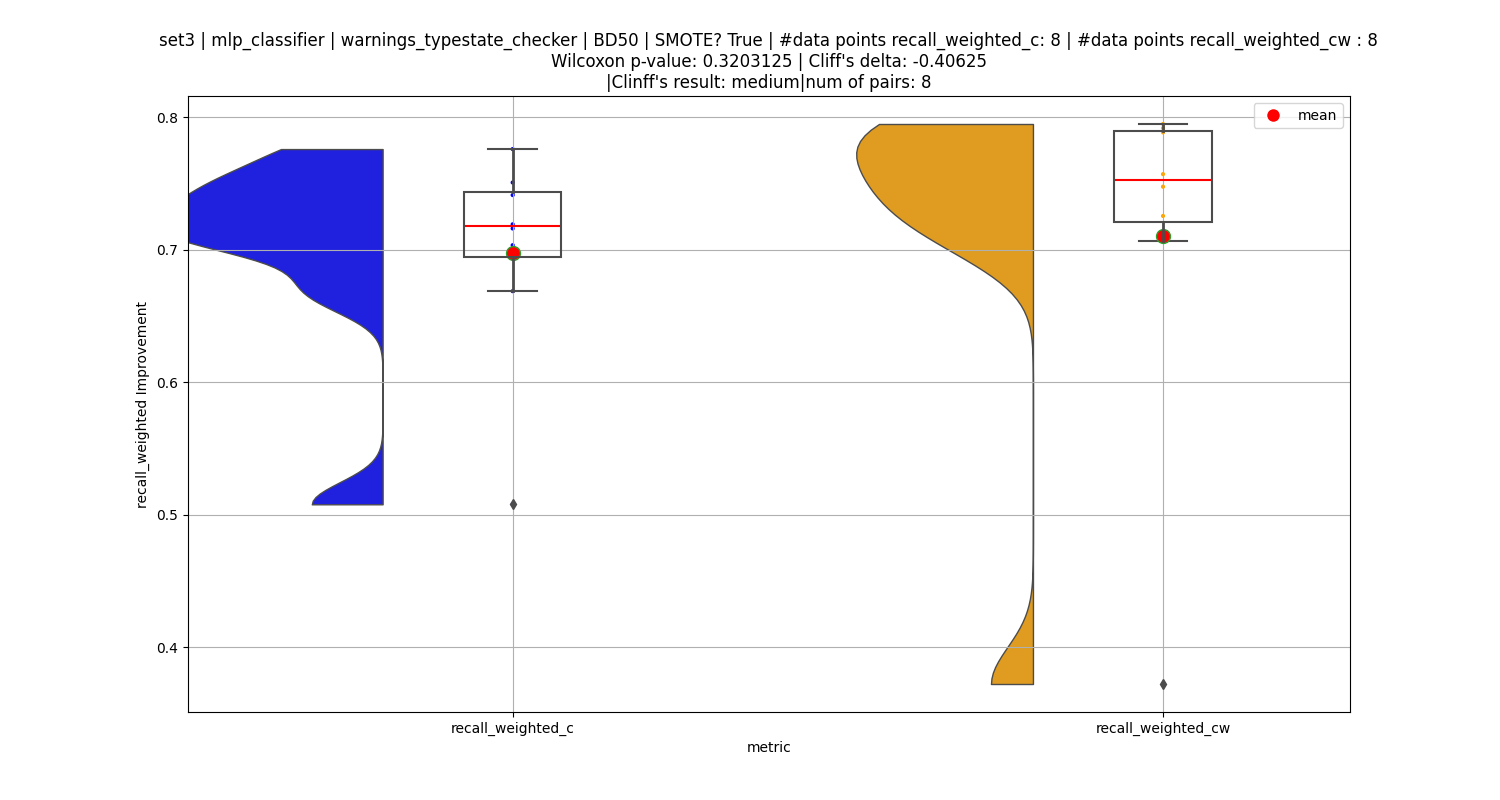 set3 | mlp_classifier | warnings_typestate_checker | BD50 | SMOTE? True | #data points recall_weighted_c: 8 | #data points recall_weighted_cw : 8
Wilcoxon p-value: 0.3203125 | Cliff's delta: -0.40625
|Clinff's result: medium|num of pairs: 8
mean
0.8
0.7
0.6
0.5
0.4
recall_weighted Improvement
recall_weighted_c
recall_weighted_cw
metric